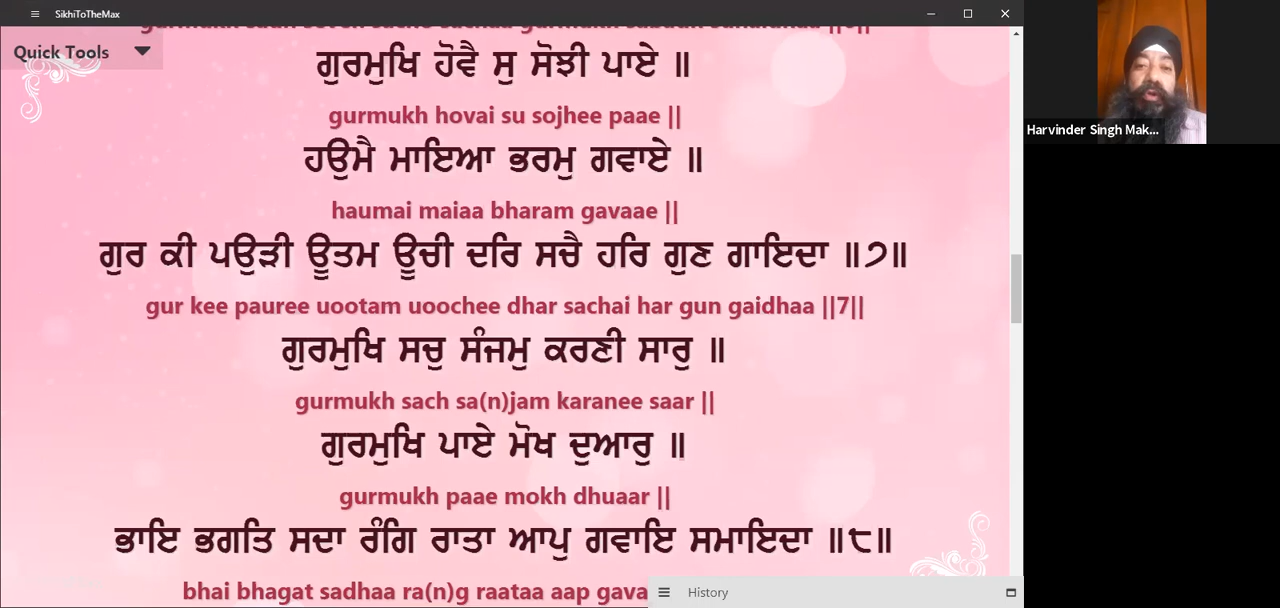 SikhiToTheMax
Quick Tools
ਗੁਰਮੁਖਿ ਹੋਵੈ ਸੁ ਸੋਝੀ ਪਾਏ ॥
gurmukh hovai su sojhee paae ||
ਹਉਮੈ ਮਾਇਆ ਭਰਮੁ ਗਵਾਏ ॥
haumai maiaa bharam gavaae ||
ਗੁਰ ਕੀ ਪਉੜੀ ਊਤਮ ਊਚੀ ਦਰਿ ਸਚੈ ਹਰਿ ਗੁਣ ਗਾਇਦਾ ॥੭॥
gur kee pauree uootam uoochee dhar sachai har gun gaidhaa ||7||
ਗੁਰਮੁਖਿ ਸਚੁ ਸੰਜਮੁ ਕਰਣੀ ਸਾਰੁ ॥
gurmukh sach sa(n)jam karanee saar ||
ਗੁਰਮੁਖਿ ਪਾਏ ਮੋਖ ਦੁਆਰੁ ॥
gurmukh paae mokh dhuaar ||
ਭਾਇ ਭਗਤਿ ਸਦਾ ਰੰਗਿ ਰਾਤਾ ਆਪੁ ਗਵਾਇ ਸਮਾਇਦਾ ॥੮॥
bhai bhagat sadhaa ra(n)g raataa aap gava
History
Harvinder Singh Mak...